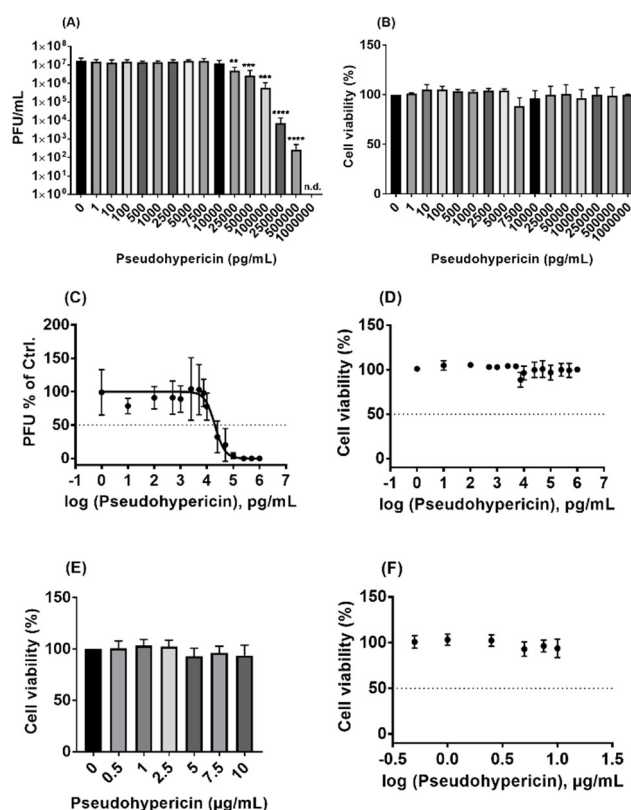 (A)
PFU/mL
1×10⁸
1×10⁷
1×10⁶
1×10⁵
1×10⁴
1×10³
1×10²
1×10¹
1×10⁰
** *** *** **** **** n.d.
0 1 10 100 500 1000 2500 5000 7500 10000 25000 50000 100000 250000 500000 1000000
Pseudohypericin (pg/mL)
(B)
Cell viability (%)
150
100
50
0
0 1 10 100 500 1000 2500 5000 7500 10000 25000 50000 100000 250000 500000 1000000
Pseudohypericin (pg/mL)
(C)
PFU % of Ctrl.
200
150
100
50
0
-1 0 1 2 3 4 5 6 7
log (Pseudohypericin), pg/mL
(D)
Cell viability (%)
150
100
50
0
-1 0 1 2 3 4 5 6 7
log (Pseudohypericin), pg/mL
(E)
Cell viability (%)
150
100
50
0
0 0.5 1 2.5 5 7.5 10
Pseudohypericin (µg/mL)
(F)
Cell viability (%)
150
100
50
0
-0.5 0.0 0.5 1.0 1.5
log (Pseudohypericin), µg/mL